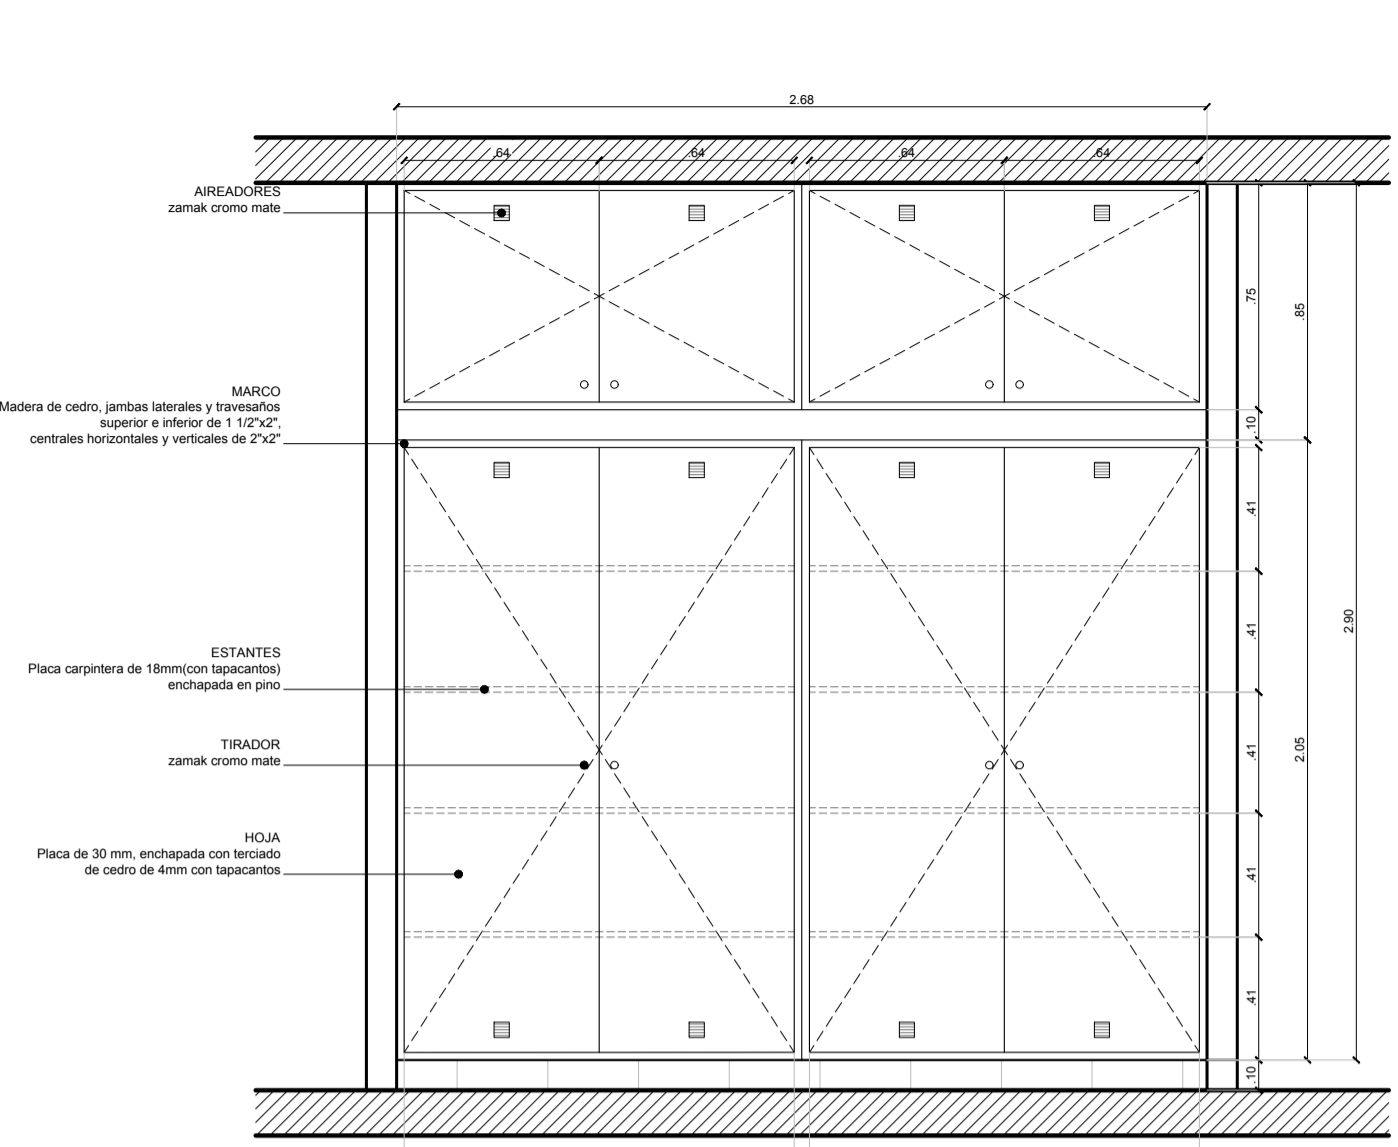 2.68
.64
.64
.64
.64
AIREADORES
zamak cromo mate
.75
.85
MARCO
Madera de cedro, jambas laterales y travesaños
superior e inferior de 1 1/2"x2",
centrales horizontales y verticales de 2"x2"
.10
.41
.41
2.90
ESTANTES
Placa carpintera de 18mm(con tapacantos)
enchapada en pino
TIRADOR
zamak cromo mate
.41
2.05
HOJA
Placa de 30 mm, enchapada con terciado
de cedro de 4mm con tapacantos
.41
.41
.10